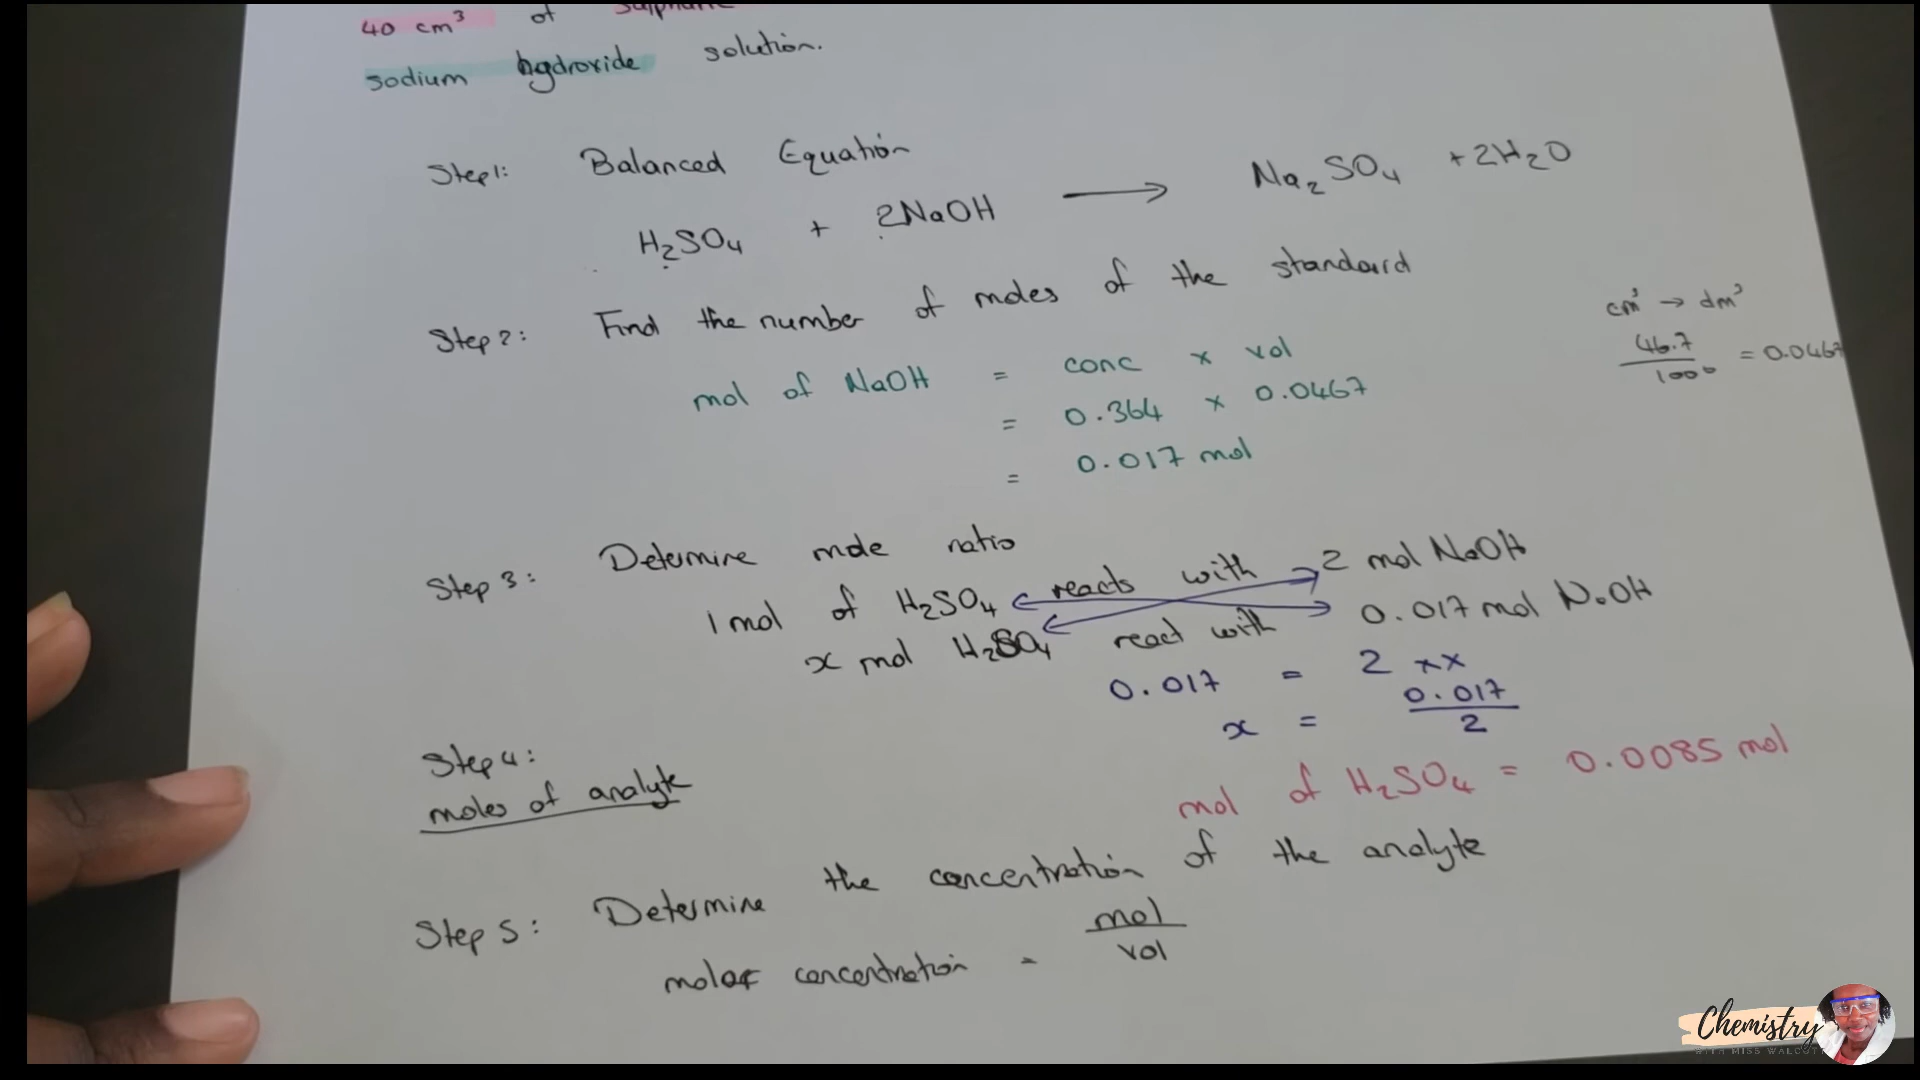 40 cm³ of sulphuric
sodium hydroxide solution.
Step 1: Balanced Equation
H₂SO₄ + 2NaOH → Na₂SO₄ + 2H₂O
Step 2: Find the number of moles of the standard
cm³ → dm³
46.7
1000
= 0.0467
mol of NaOH = conc x vol
= 0.364 x 0.0467
= 0.017 mol
Step 3: Determine mole ratio
1 mol of H₂SO₄ reacts with 2 mol NaOH
x mol H₂SO₄ react with 0.017 mol NaOH
0.017 = 2 x x
x = 0.017
2
Step 4:
moles of analyte
mol of H₂SO₄ = 0.0085 mol
Step 5: Determine the concentration of the analyte
molar concentration = mol
vol
Chemistry
WITH MISS WALCOTT